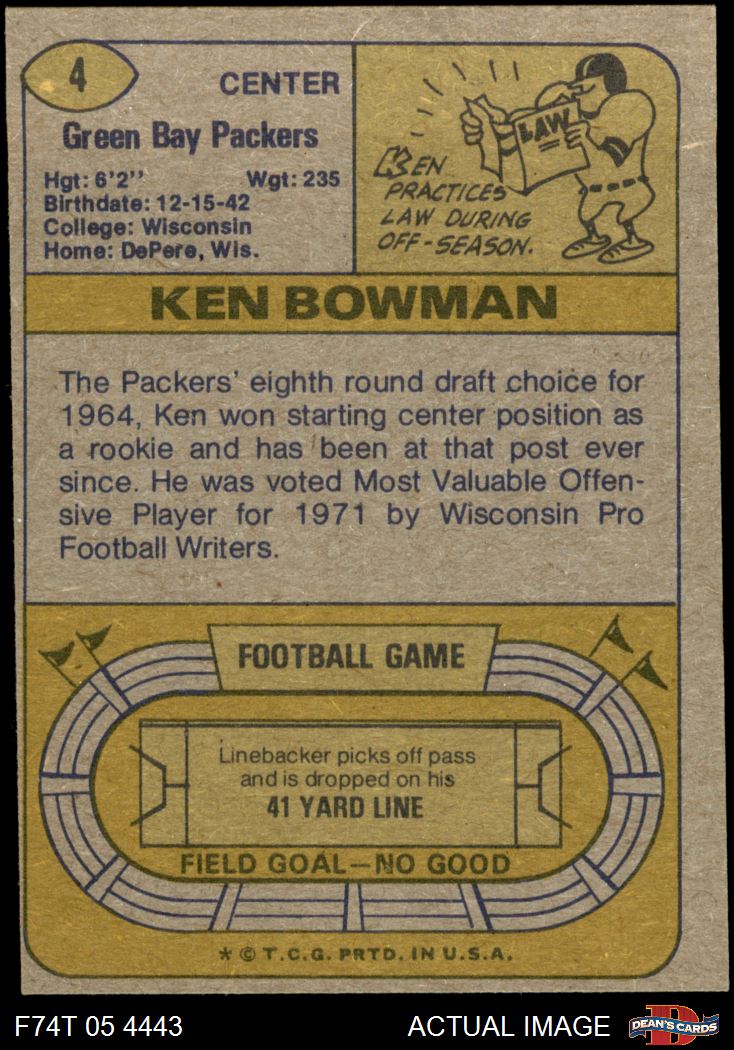 4
CENTER
Green Bay Packers
Hgt: 6'2'' Wgt: 235
Birthdate: 12-15-42
College: Wisconsin
Home: DePere, Wis.
LAW
KEN
PRACTICES
LAW DURING
OFF-SEASON.
KEN BOWMAN
The Packers' eighth round draft choice for
1964, Ken won starting center position as
a rookie and has been at that post ever
since. He was voted Most Valuable Offen-
sive Player for 1971 by Wisconsin Pro
Football Writers.
FOOTBALL GAME
Linebacker picks off pass
and is dropped on his
41 YARD LINE
FIELD GOAL—NO GOOD
* © T.C.G. PRTD. IN U.S.A.
F74T 05 4443 ACTUAL IMAGE
D
DEAN'S CARDS